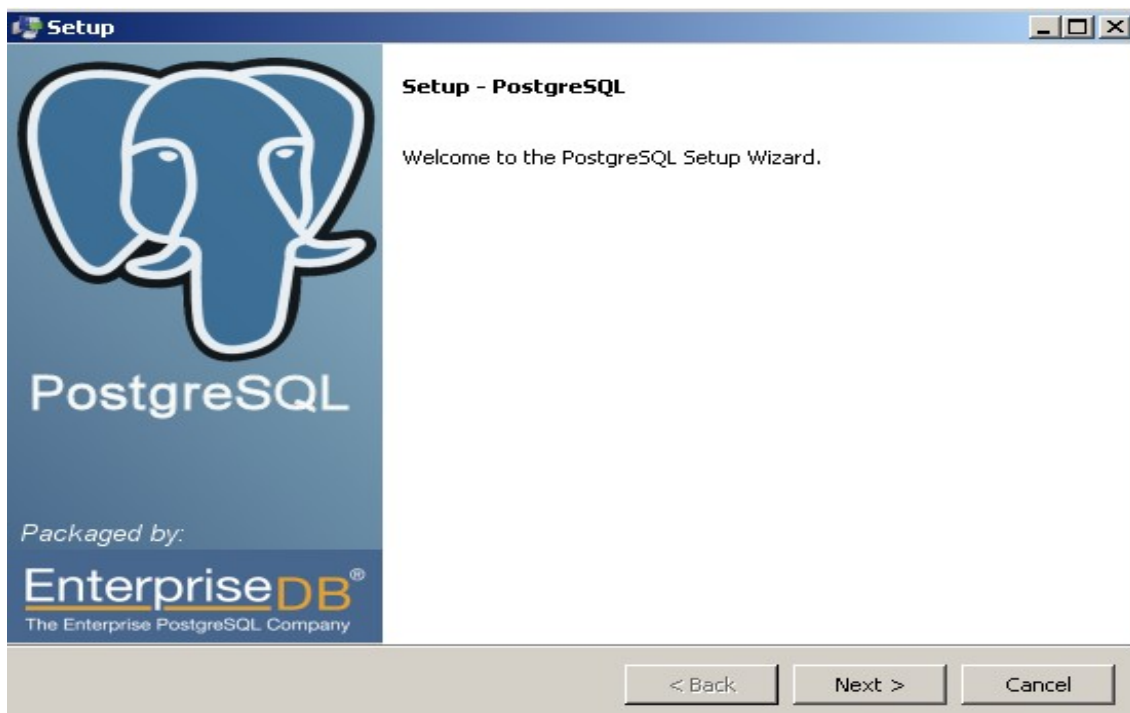 Setup
Setup - PostgreSQL
Welcome to the PostgreSQL Setup Wizard.
PostgreSQL
Packaged by:
EnterpriseDB®
The Enterprise PostgreSQL Company
< Back
Next >
Cancel